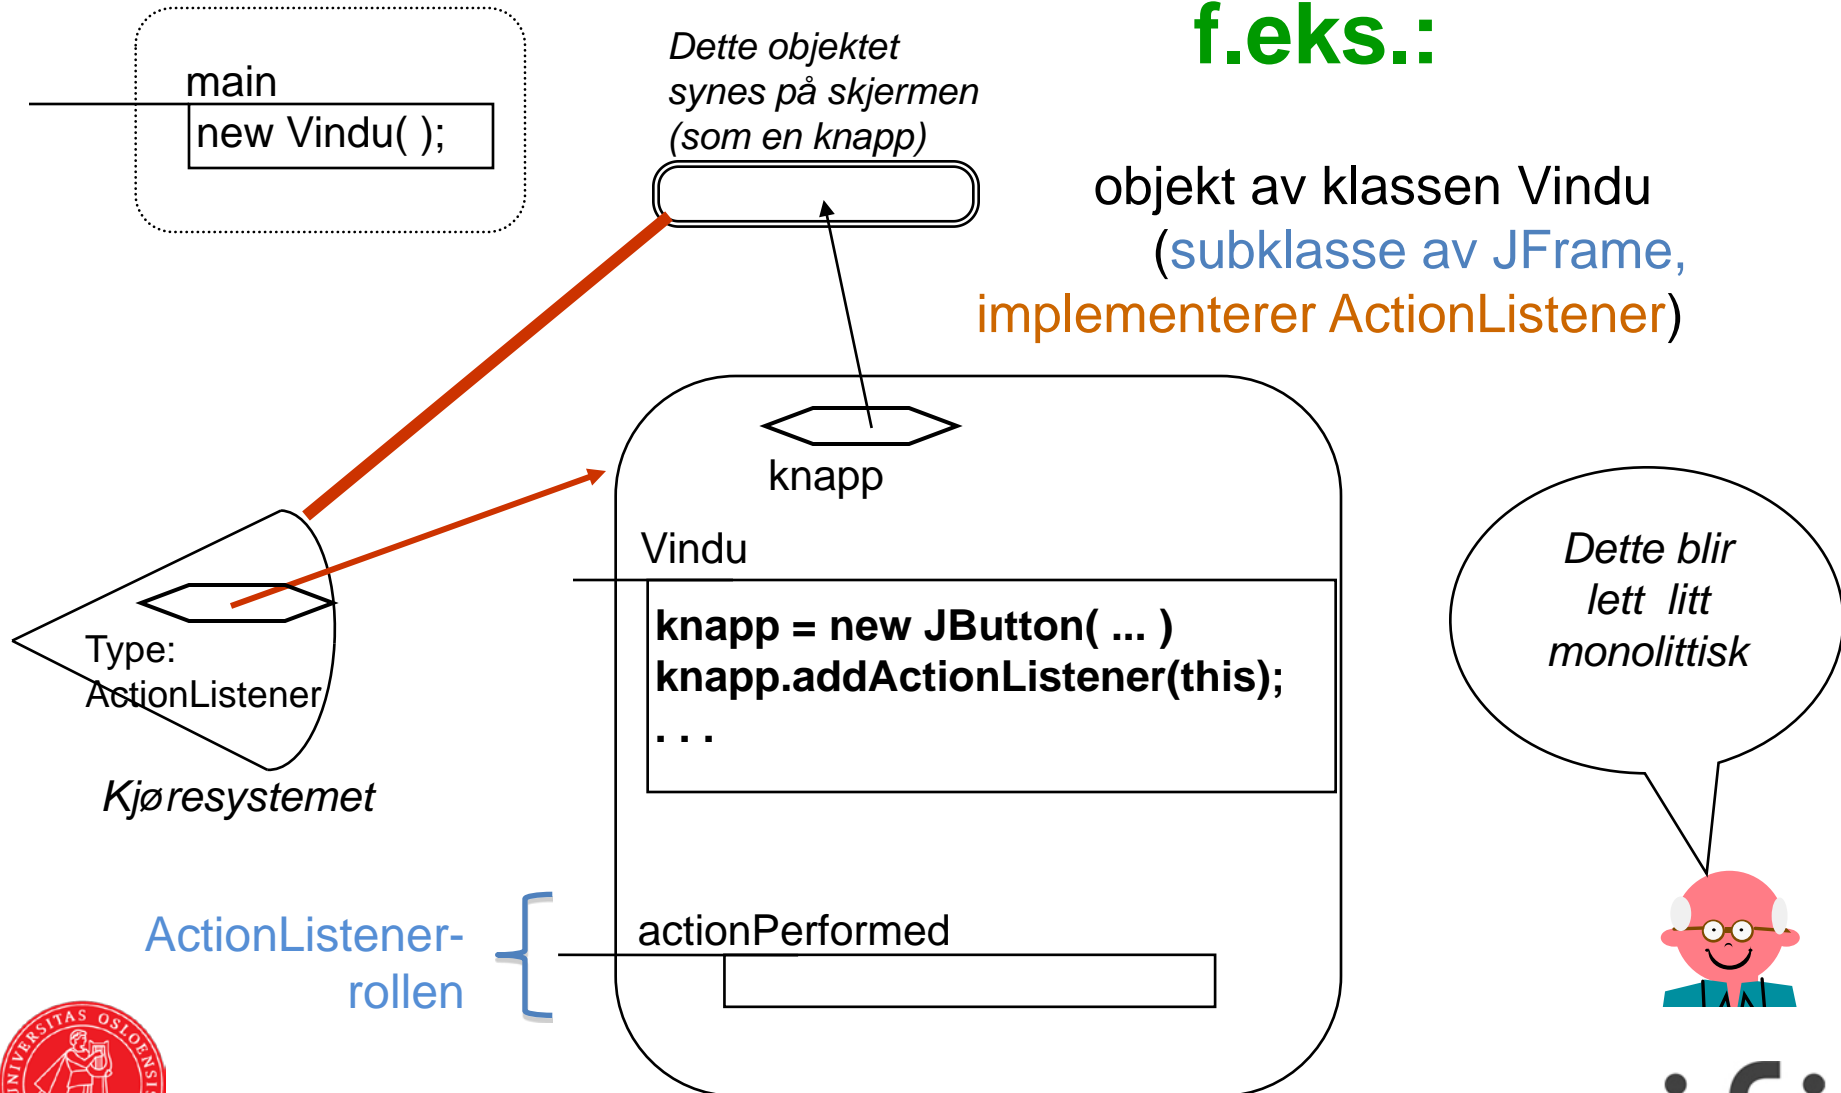 f.eks.:
main
new Vindu( );
Dette objektet
synes på skjermen
(som en knapp)
objekt av klassen Vindu
(subklasse av JFrame,
implementerer ActionListener)
knapp
Vindu
knapp = new JButton( ... )
knapp.addActionListener(this);
. . .
Type:
ActionListener
Kjøresystemet
Dette blir
lett litt
monolittisk
ActionListener-
rollen
actionPerformed